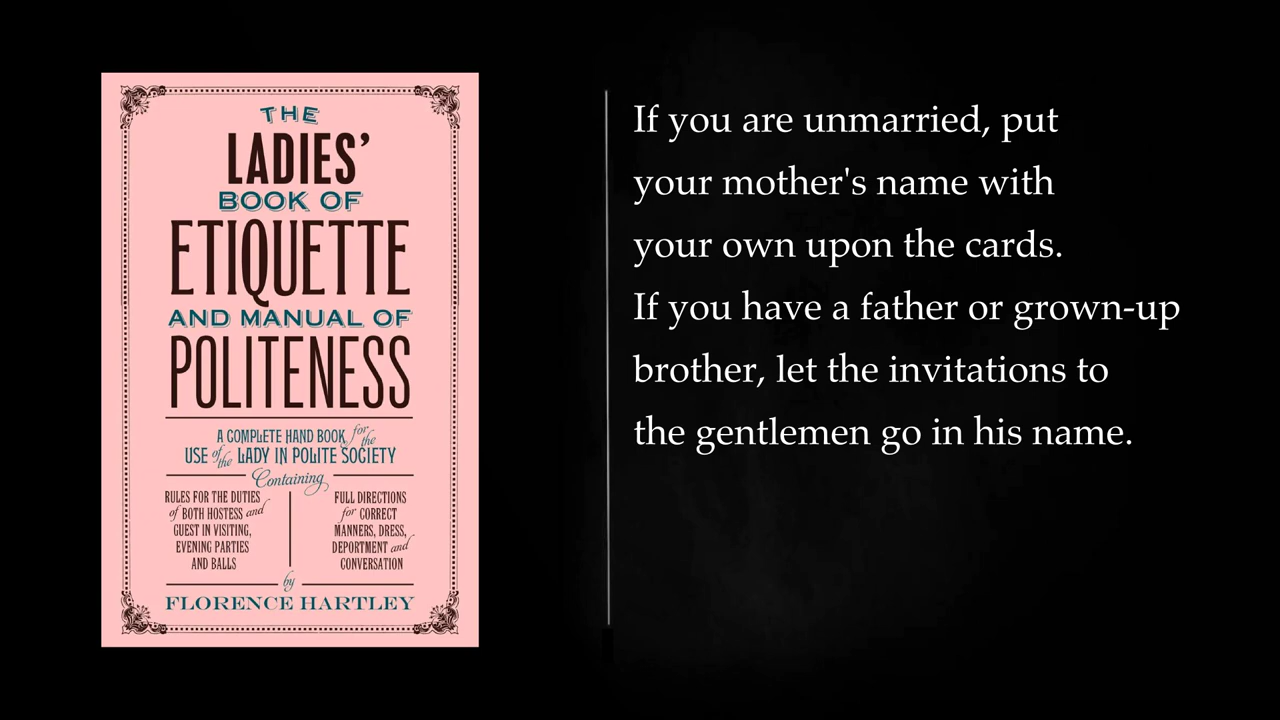 THE
LADIES'
BOOK OF
ETIQUETTE
AND MANUAL OF
POLITENESS
A COMPLETE HAND BOOK for the
USE of the LADY IN POLITE SOCIETY
Containing
RULES FOR THE DUTIES
of BOTH HOSTESS and
GUEST IN VISITING,
EVENING PARTIES
AND BALLS
FULL DIRECTIONS
for CORRECT
MANNERS, DRESS,
DEPORTMENT and
CONVERSATION
by
FLORENCE HARTLEY
If you are unmarried, put
your mother's name with
your own upon the cards.
If you have a father or grown-up
brother, let the invitations to
the gentlemen go in his name.